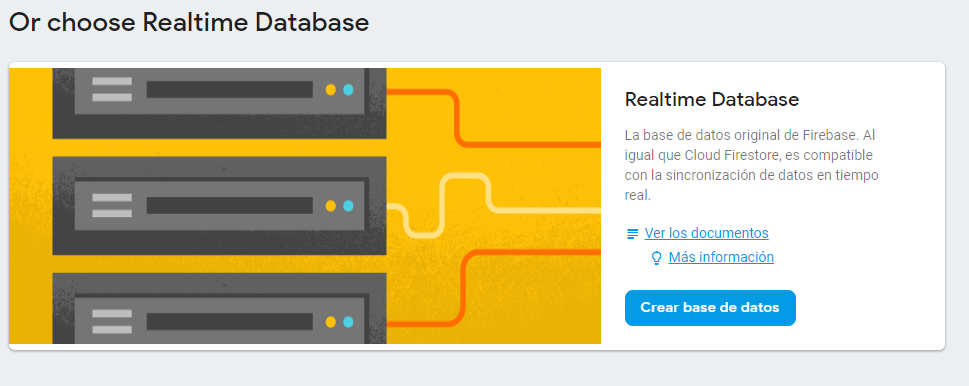 Or choose Realtime Database
Realtime Database
La base de datos original de Firebase. Al
igual que Cloud Firestore, es compatible
con la sincronización de datos en tiempo
real.
Ver los documentos
Más información
Crear base de datos